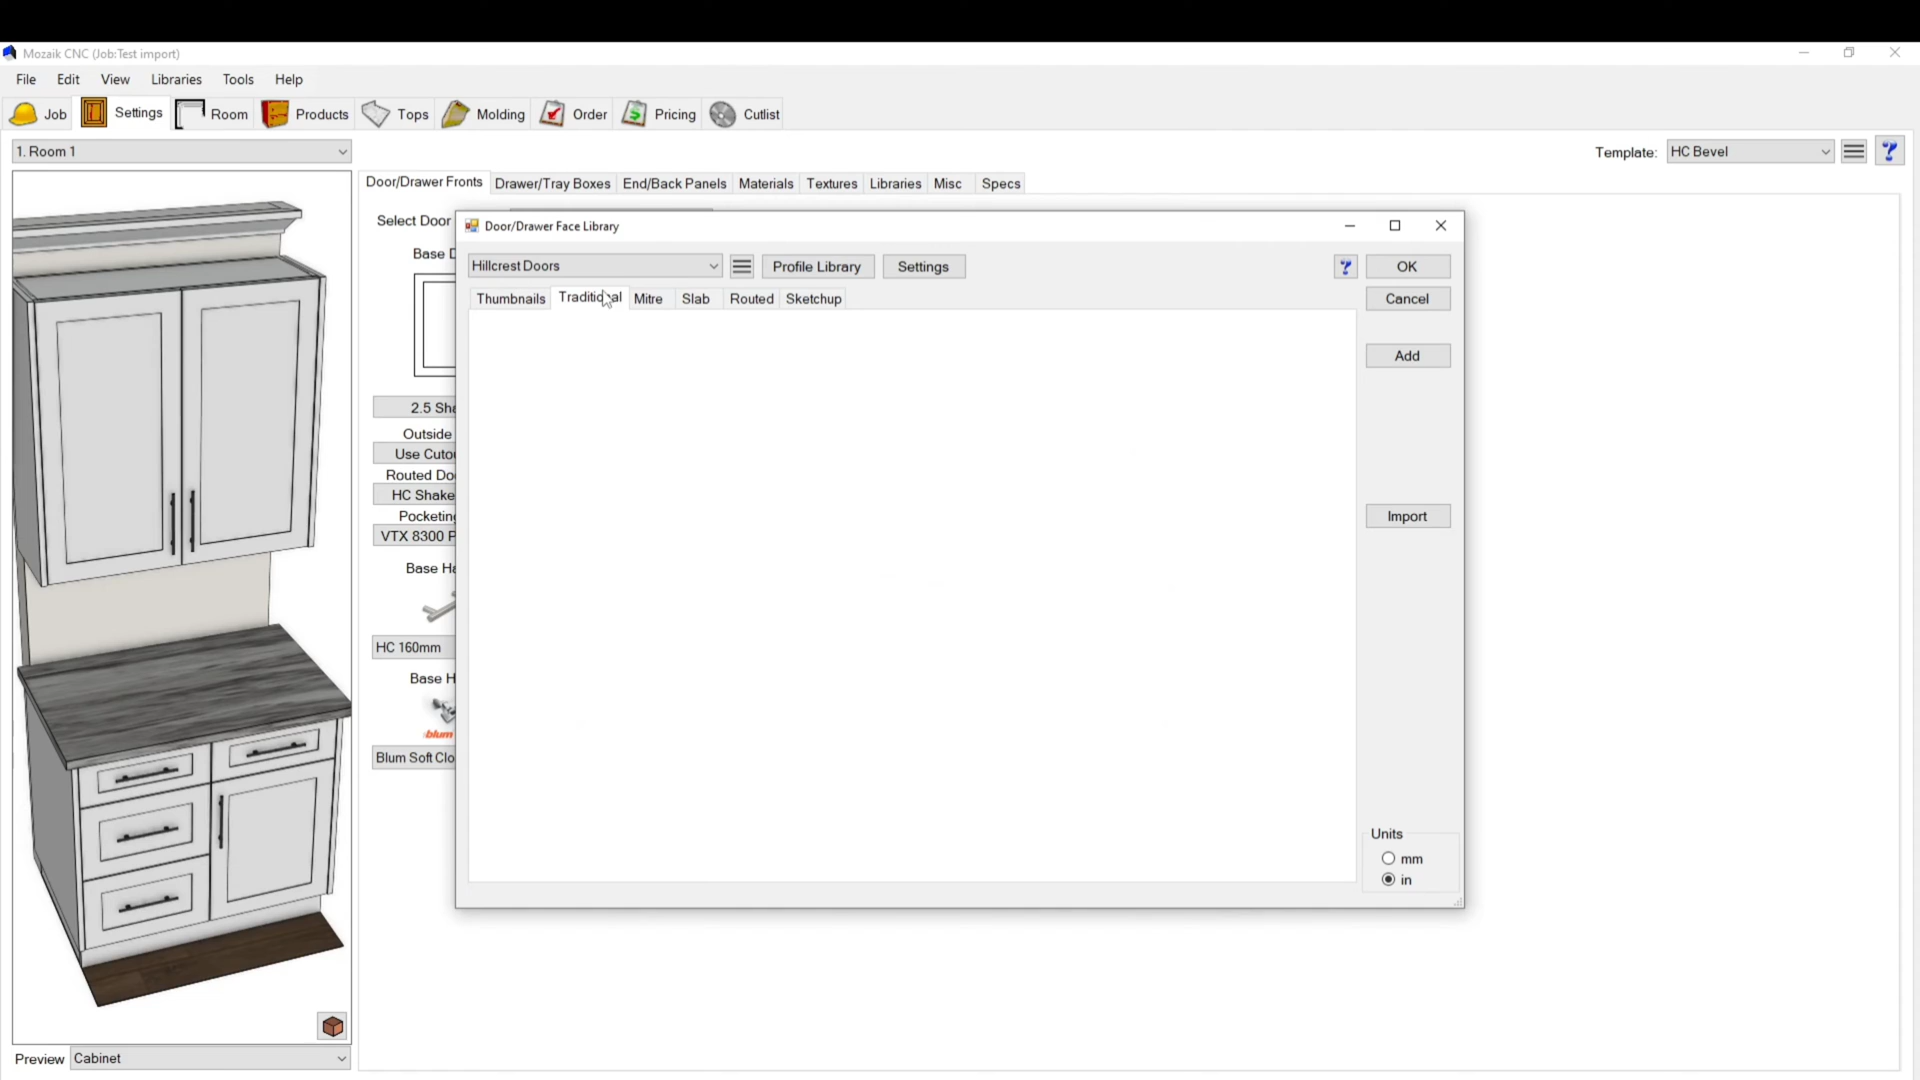 Mozaik CNC (Job:Test import)
File Edit View Libraries Tools Help
Job Settings Room Products Tops Molding Order Pricing Cutlist
1. Room 1
Template: HC Bevel ?
Door/Drawer Fronts Drawer/Tray Boxes End/Back Panels Materials Textures Libraries Misc Specs
Select Door
Base D
2.5 Sha
Outside
Use Cuto
Routed Do
HC Shake
Pocketing
VTX 8300 P
Base Ha
HC 160mm
Base H
blum
Blum Soft Clo
Door/Drawer Face Library
Hillcrest Doors Profile Library Settings ? OK
Thumbnails Traditional Mitre Slab Routed Sketchup Cancel
Add
Import
Units
mm
in
Preview Cabinet